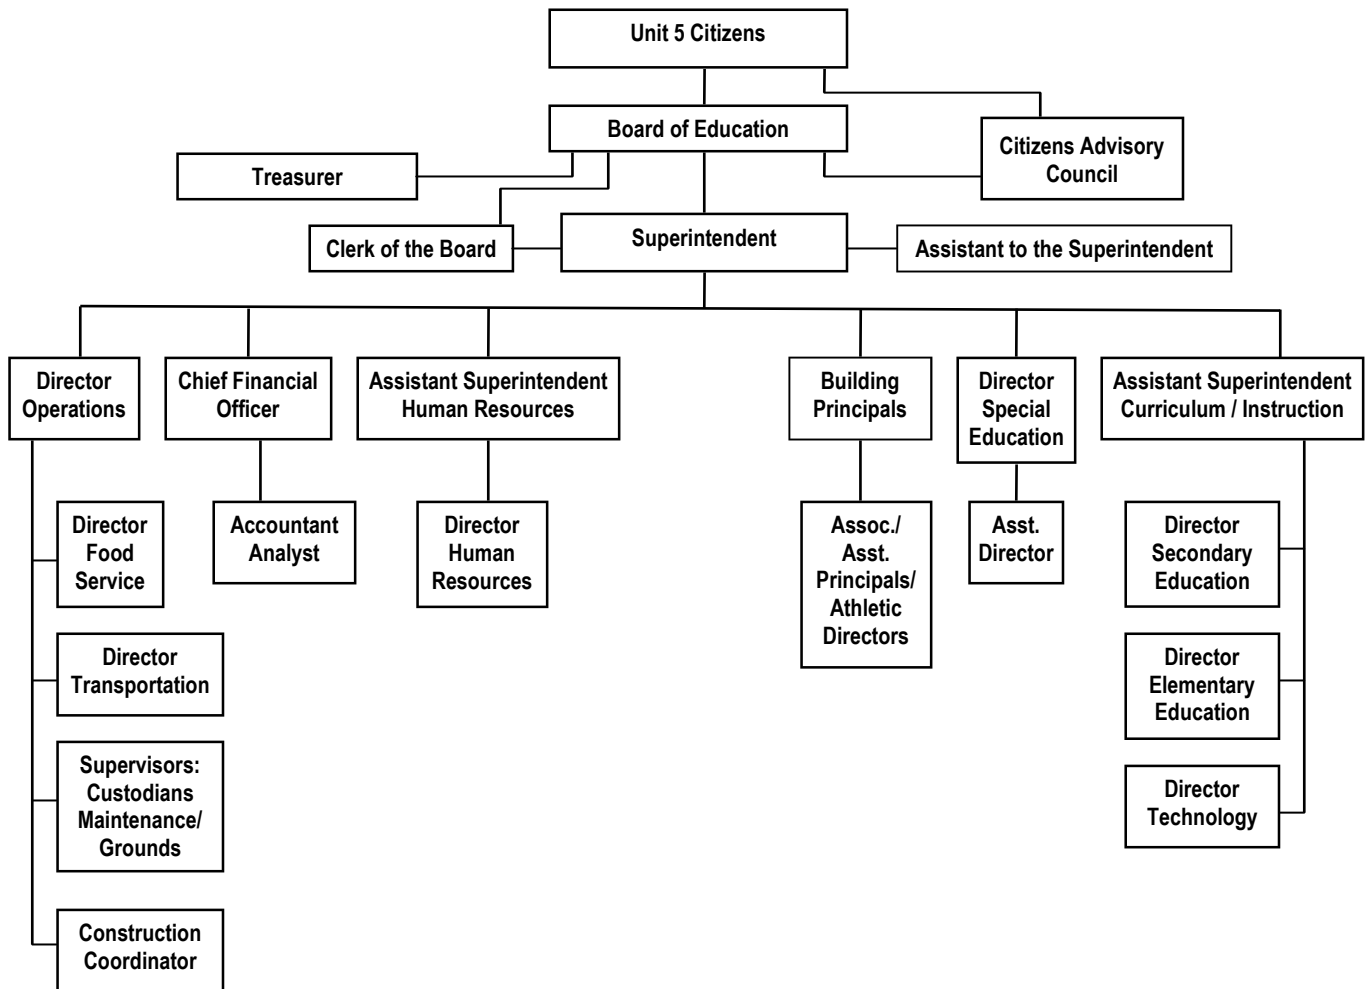 Unit 5 Citizens
Board of Education
Citizens Advisory
Council
Treasurer
Clerk of the Board
Superintendent
Assistant to the Superintendent
Director
Operations
Chief Financial
Officer
Assistant Superintendent
Human Resources
Building
Principals
Director
Special
Education
Assistant Superintendent
Curriculum / Instruction
Director
Food
Service
Accountant
Analyst
Director
Human
Resources
Assoc./
Asst.
Principals/
Athletic
Directors
Asst.
Director
Director
Secondary
Education
Director
Transportation
Director
Elementary
Education
Supervisors:
Custodians
Maintenance/
Grounds
Director
Technology
Construction
Coordinator